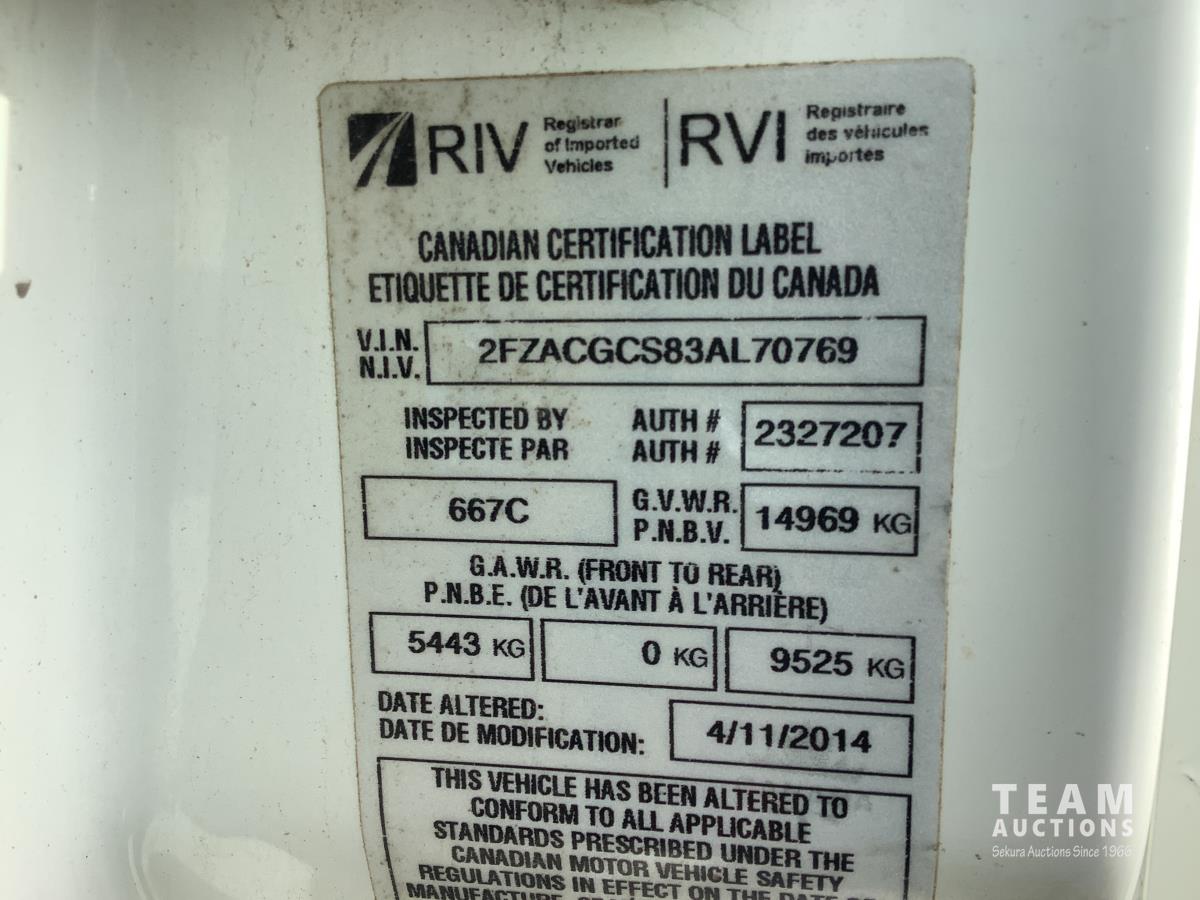 RIV Registrar of Imported Vehicles | RVI Registraire des véhicules importés
CANADIAN CERTIFICATION LABEL
ETIQUETTE DE CERTIFICATION DU CANADA
V.I.N.
N.I.V.
2FZACGCS83AL70769
INSPECTED BY
INSPECTE PAR
AUTH #
AUTH #
2327207
667C
G.V.W.R.
P.N.B.V.
14969 KG
G.A.W.R. (FRONT TO REAR)
P.N.B.E. (DE L'AVANT À L'ARRIÈRE)
5443 KG
0 KG
9525 KG
DATE ALTERED:
DATE DE MODIFICATION:
4/11/2014
THIS VEHICLE HAS BEEN ALTERED TO
CONFORM TO ALL APPLICABLE
STANDARDS PRESCRIBED UNDER THE
CANADIAN MOTOR VEHICLE SAFETY
REGULATIONS IN EFFECT ON THE DATE OF
TEAM
AUCTIONS
Sekura Auctions Since 1966